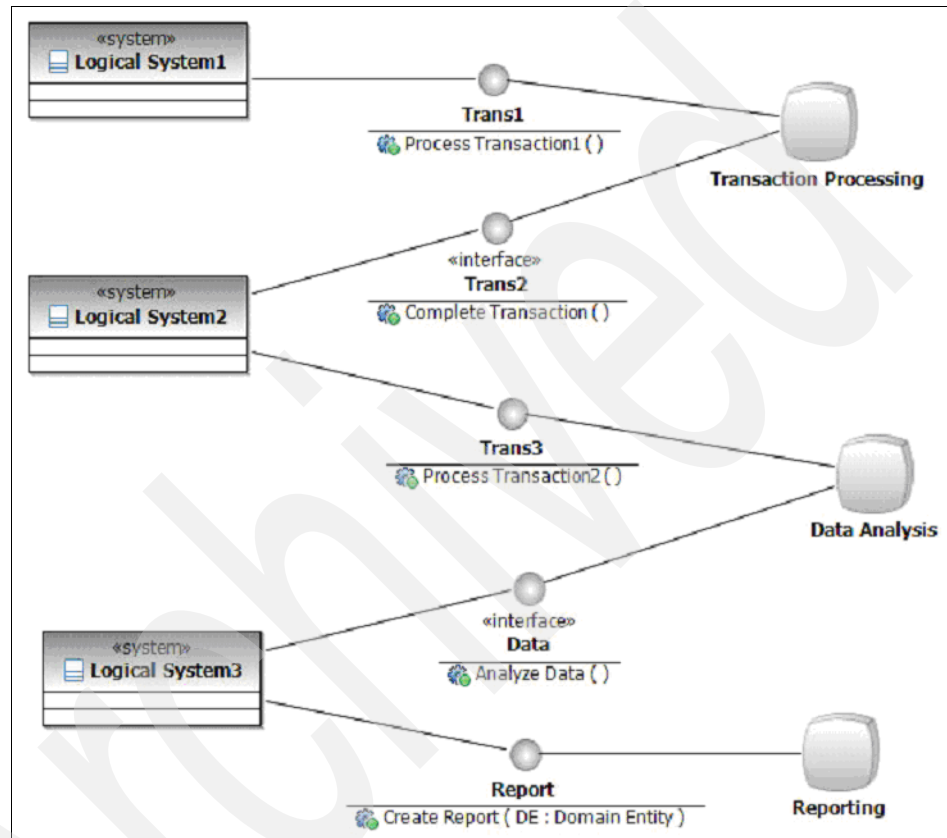 «system»
Logical System1
Trans1
Process Transaction1 ( )
Transaction Processing
«interface»
Trans2
Complete Transaction ( )
«system»
Logical System2
Trans3
Process Transaction2 ( )
Data Analysis
«interface»
Data
Analyze Data ( )
«system»
Logical System3
Report
Create Report ( DE : Domain Entity )
Reporting
rchived